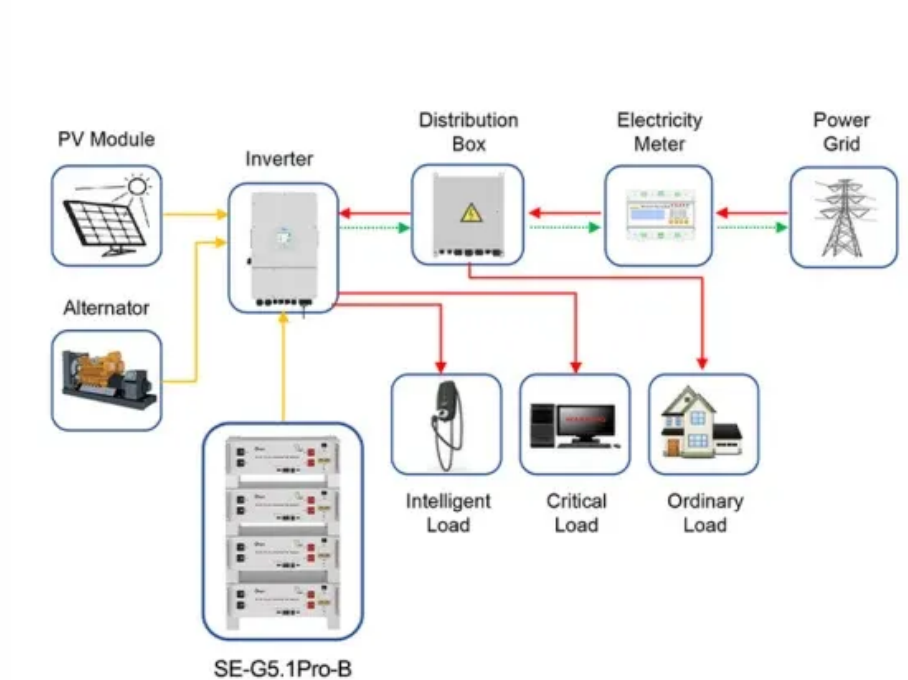 PV Module
Inverter
Distribution
Box
Electricity
Meter
Power
Grid
Alternator
Intelligent
Load
Critical
Load
Ordinary
Load
SE-G5.1Pro-B